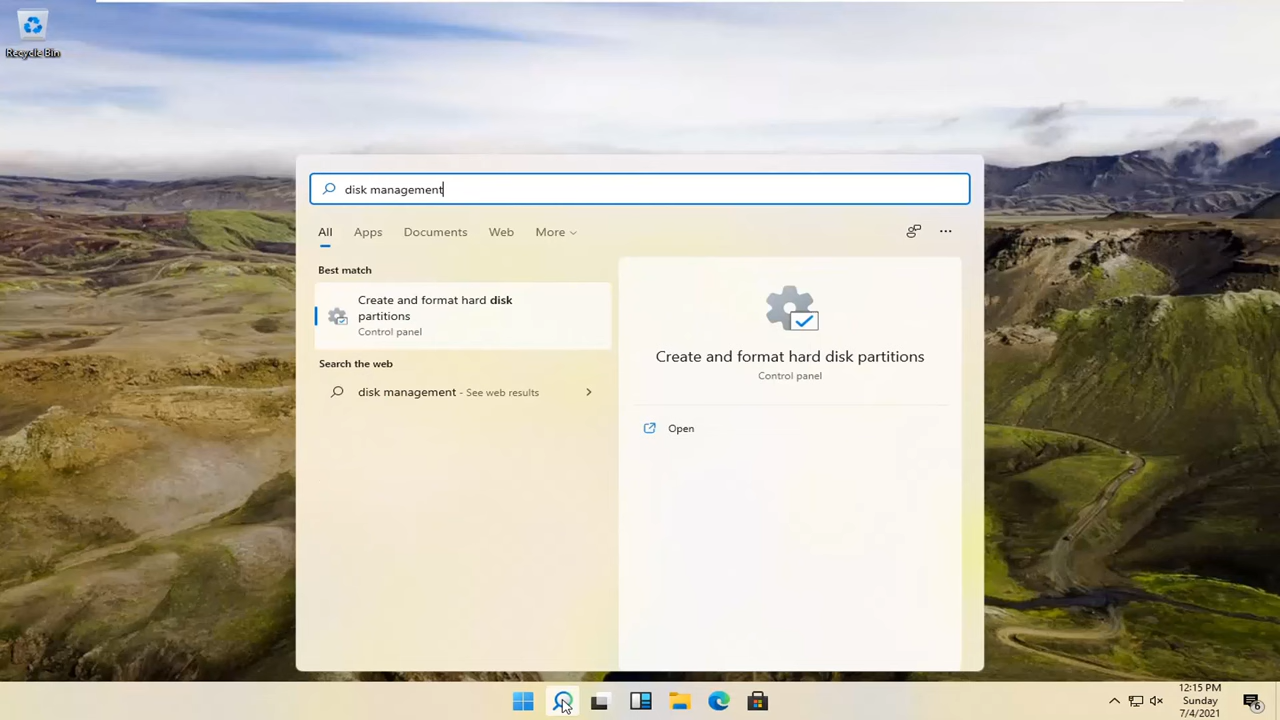 Recycle Bin
disk management
All Apps Documents Web More
Best match
Create and format hard disk
partitions
Control panel
Search the web
disk management - See web results
Create and format hard disk partitions
Control panel
Open
12:15 PM
Sunday
7/4/2021
6